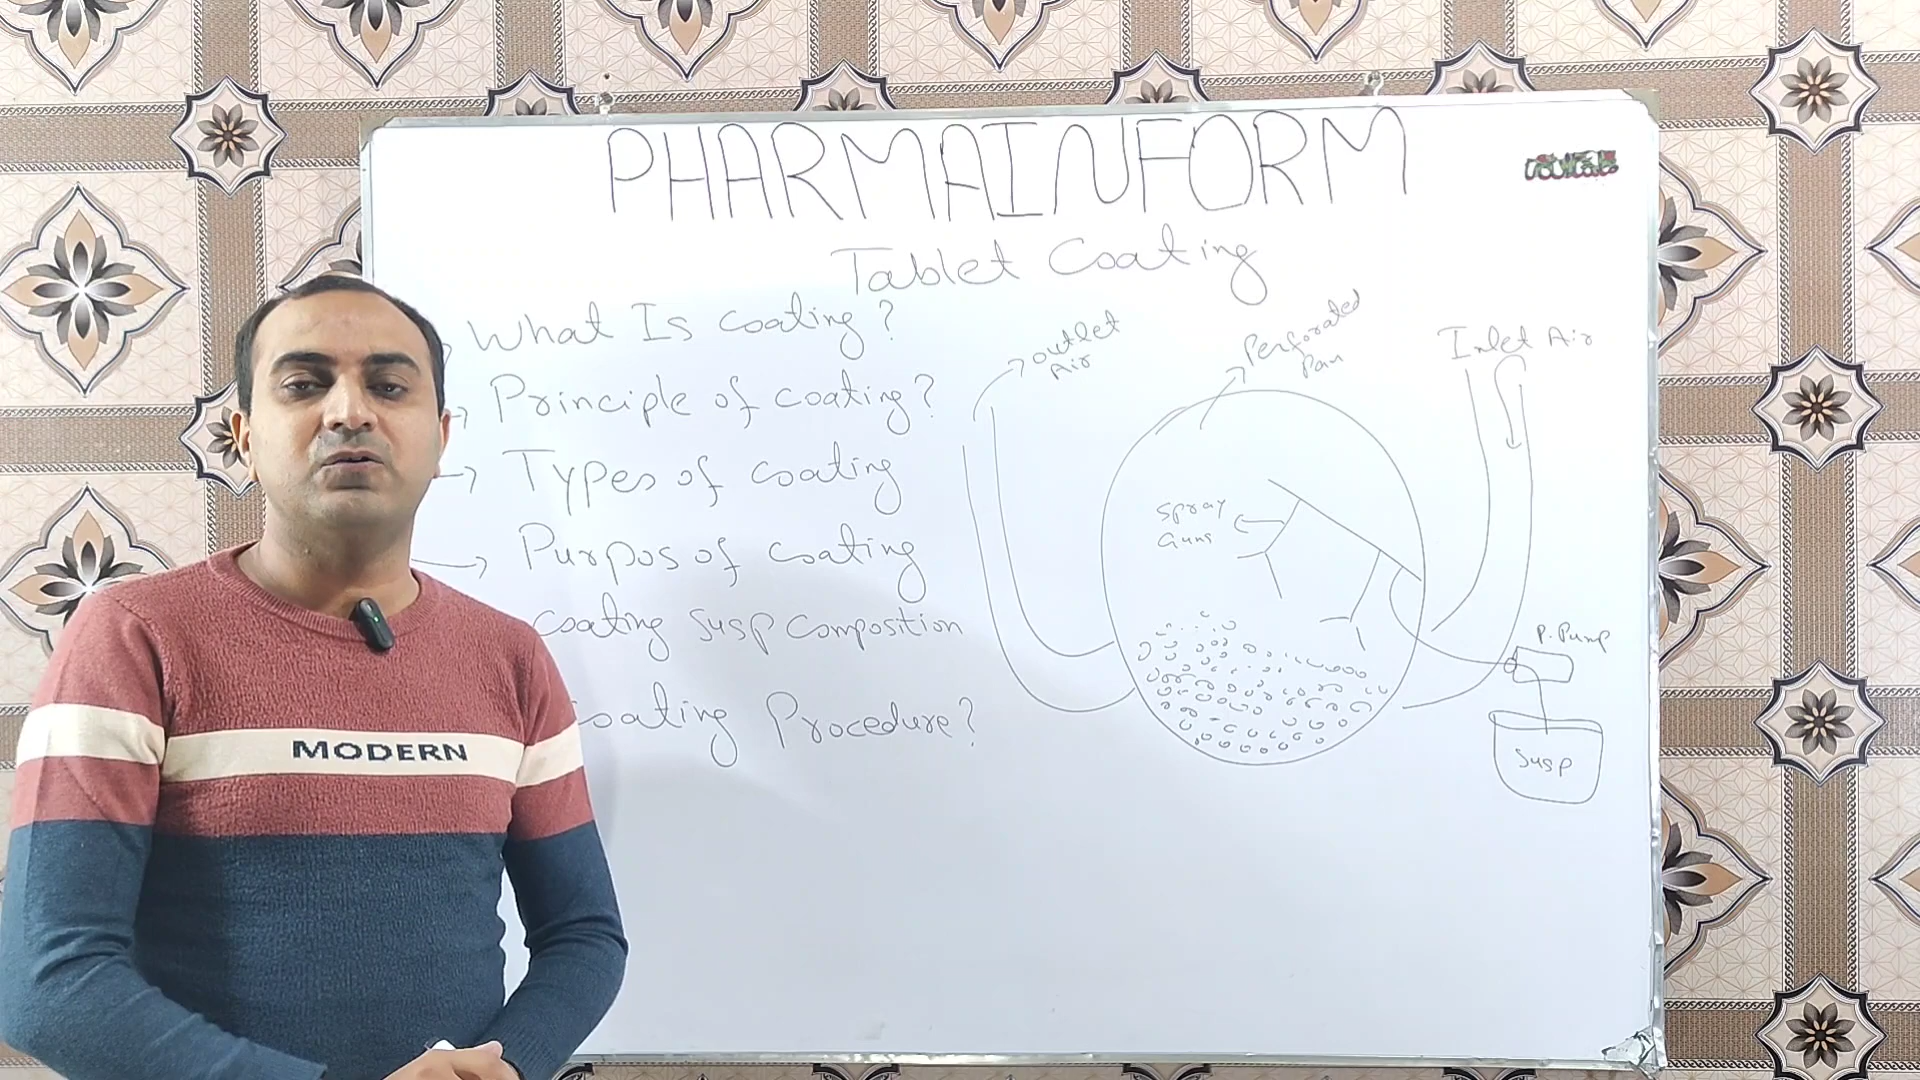 PHARMAINFORM
Tablet Coating
What Is coating?
Principle of coating?
Types of coating
Purpos of coating
coating susp composition
coating Procedure?
outlet
Air
Perforated
Pan
Inlet Air
Spray
Guns
P. Pump
Susp
MODERN